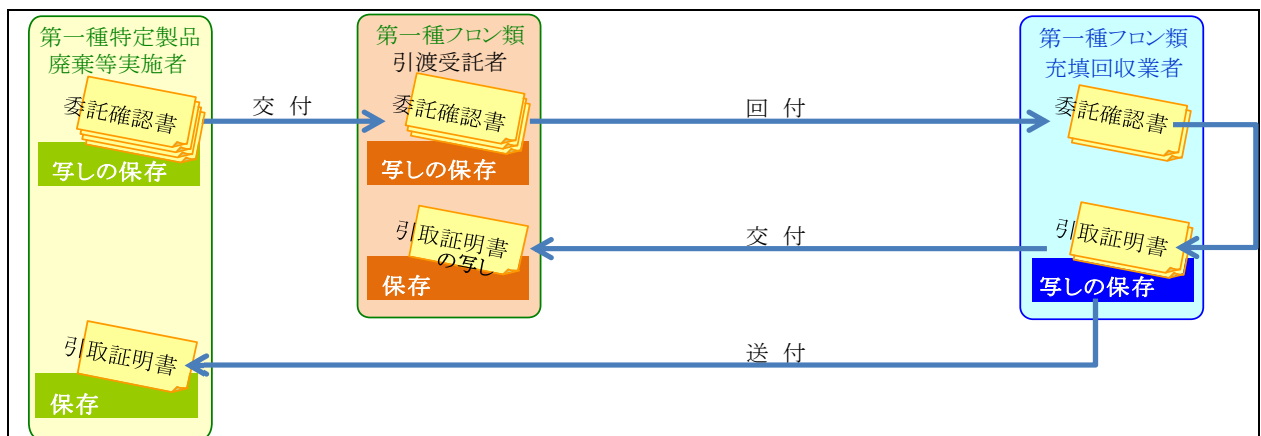 第一種特定製品
廃棄等実施者
委託確認書
写しの保存
交 付
第一種フロン類
引渡受託者
委託確認書
写しの保存
回 付
第一種フロン類
充填回収業者
委託確認書
引取証明書
写しの保存
交 付
引取証明書
の写し
保存
送 付
引取証明書
保存